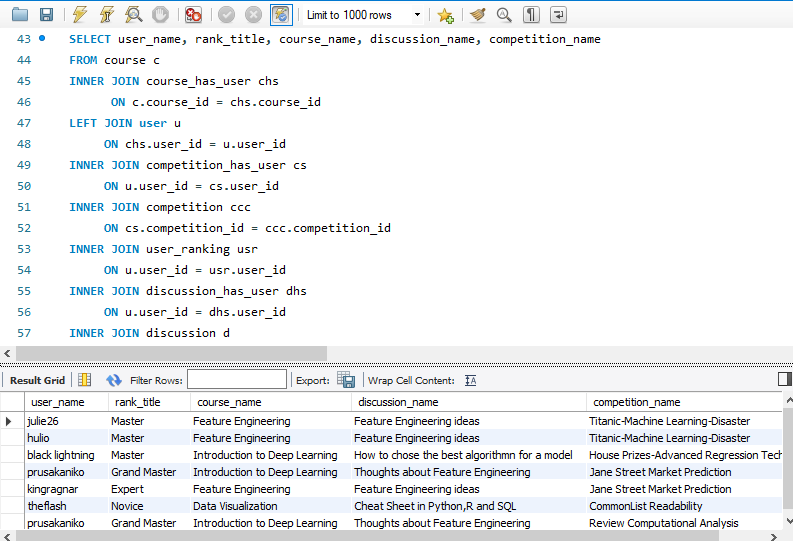 Limit to 1000 rows
43 SELECT user_name, rank_title, course_name, discussion_name, competition_name
44 FROM course c
45 INNER JOIN course_has_user chs
46 ON c.course_id = chs.course_id
47 LEFT JOIN user u
48 ON chs.user_id = u.user_id
49 INNER JOIN competition_has_user cs
50 ON u.user_id = cs.user_id
51 INNER JOIN competition ccc
52 ON cs.competition_id = ccc.competition_id
53 INNER JOIN user_ranking usr
54 ON u.user_id = usr.user_id
55 INNER JOIN discussion_has_user dhs
56 ON u.user_id = dhs.user_id
57 INNER JOIN discussion d
Result Grid Filter Rows: Export: Wrap Cell Content: IA
user_name rank_title course_name discussion_name competition_name
julie26 Master Feature Engineering Feature Engineering ideas Titanic-Machine Learning-Disaster
hulio Master Feature Engineering Feature Engineering ideas Titanic-Machine Learning-Disaster
black lightning Master Introduction to Deep Learning How to chose the best algorithmn for a model House Prizes-Advanced Regression Tech
prusakaniko Grand Master Introduction to Deep Learning Thoughts about Feature Engineering Jane Street Market Prediction
kingragnar Expert Feature Engineering Feature Engineering ideas Jane Street Market Prediction
theflash Novice Data Visualization Cheat Sheet in Python,R and SQL CommonList Readability
prusakaniko Grand Master Introduction to Deep Learning Thoughts about Feature Engineering Review Computational Analysis